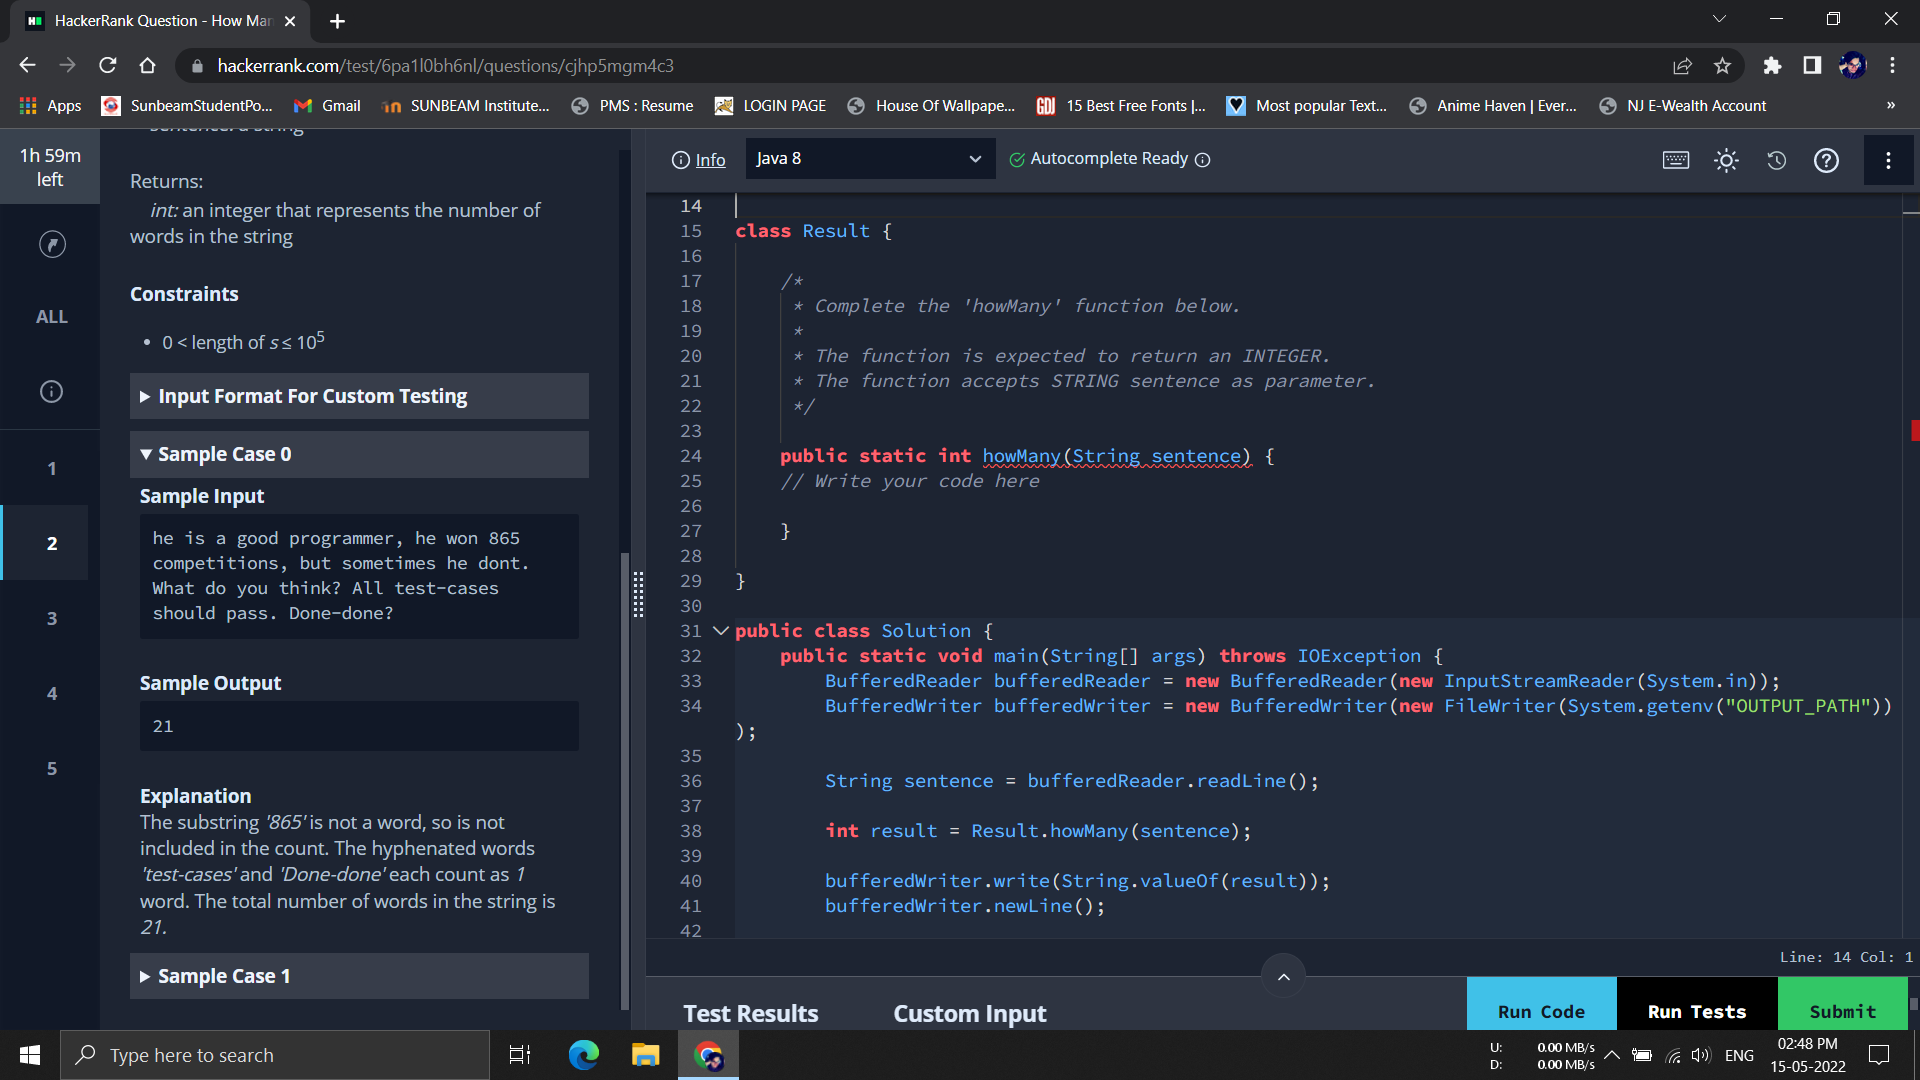 HackerRank Question - How Man
hackerrank.com/test/6pa1l0bh6nl/questions/cjhp5mgm4c3
Apps
SunbeamStudentPo...
Gmail
SUNBEAM Institute...
PMS : Resume
LOGIN PAGE
House Of Wallpape...
GD!
15 Best Free Fonts |...
Most popular Text...
Anime Haven | Ever...
NJ E-Wealth Account
»
1h 59m
left
ALL
1
2
3
4
5
sentence: a string
Returns:
int: an integer that represents the number of
words in the string
Constraints
• 0 < length of s ≤ 10^5
Input Format For Custom Testing
Sample Case 0
Sample Input
he is a good programmer, he won 865
competitions, but sometimes he dont.
What do you think? All test-cases
should pass. Done-done?
Sample Output
21
Explanation
The substring '865' is not a word, so is not
included in the count. The hyphenated words
'test-cases' and 'Done-done' each count as 1
word. The total number of words in the string is
21.
Sample Case 1
Info
Java 8
Autocomplete Ready
14
15 class Result {
16
17 /*
18 * Complete the 'howMany' function below.
19 *
20 * The function is expected to return an INTEGER.
21 * The function accepts STRING sentence as parameter.
22 */
23
24 public static int howMany(String sentence) {
25 // Write your code here
26
27 }
28
29 }
30
31 public class Solution {
32 public static void main(String[] args) throws IOException {
33 BufferedReader bufferedReader = new BufferedReader(new InputStreamReader(System.in));
34 BufferedWriter bufferedWriter = new BufferedWriter(new FileWriter(System.getenv("OUTPUT_PATH"))
);
35
36 String sentence = bufferedReader.readLine();
37
38 int result = Result.howMany(sentence);
39
40 bufferedWriter.write(String.valueOf(result));
41 bufferedWriter.newLine();
42
Line: 14 Col: 1
Test Results
Custom Input
Run Code
Run Tests
Submit
Type here to search
U: 0.00 MB/s
D: 0.00 MB/s
ENG
02:48 PM
15-05-2022